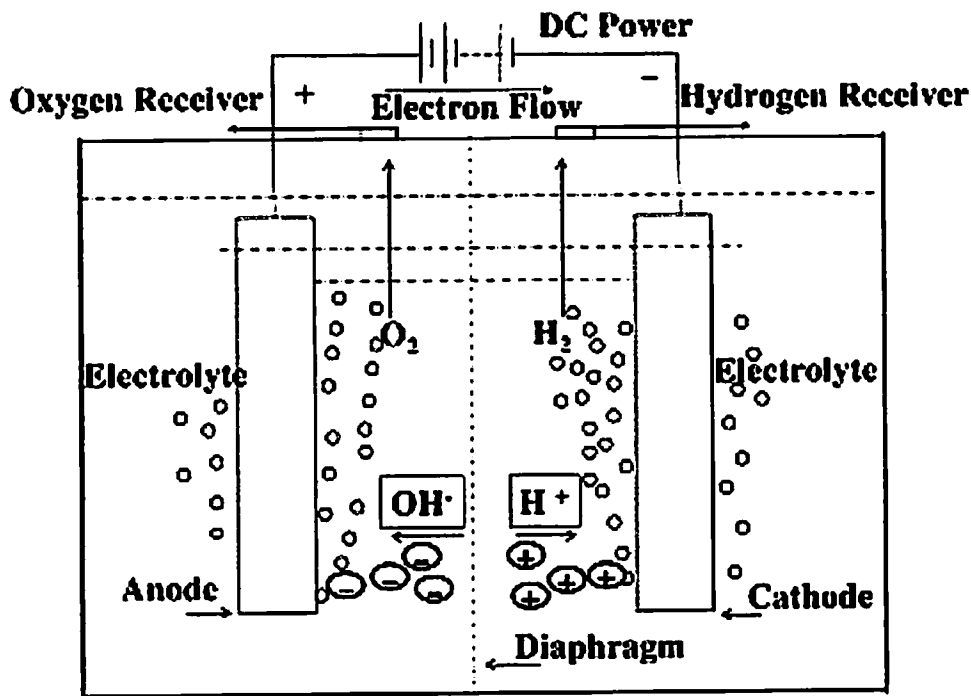 DC Power
+
−
Oxygen Receiver
Electron Flow
Hydrogen Receiver
O₂
H₂
Electrolyte
Electrolyte
OH⁻
H⁺
− − − −
+ + + +
Anode
Cathode
Diaphragm